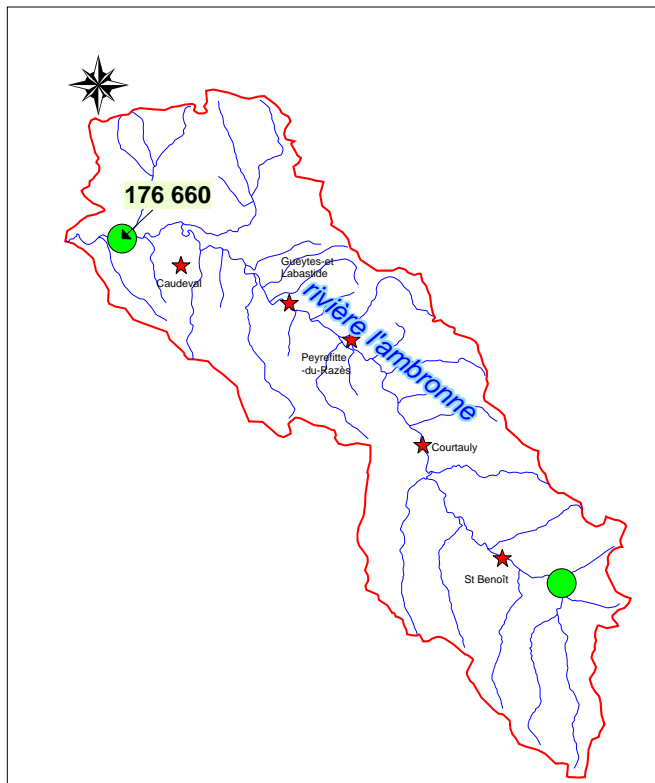 176 660
Gueytes-et
Labastide
Caudeval
rivière l'ambronne
Peyrefitte
-du-Razès
Courtauly
St Benoît